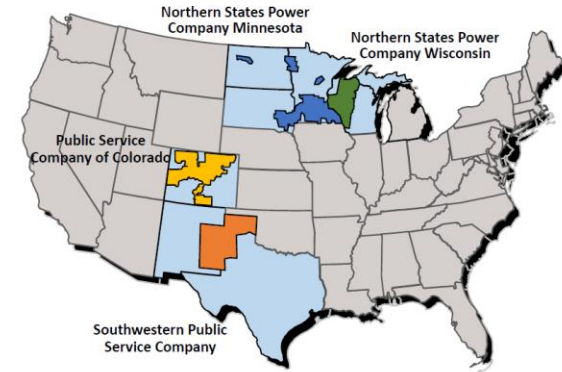 Northern States Power
Company Minnesota
Northern States Power
Company Wisconsin
Public Service
Company of Colorado
Southwestern Public
Service Company